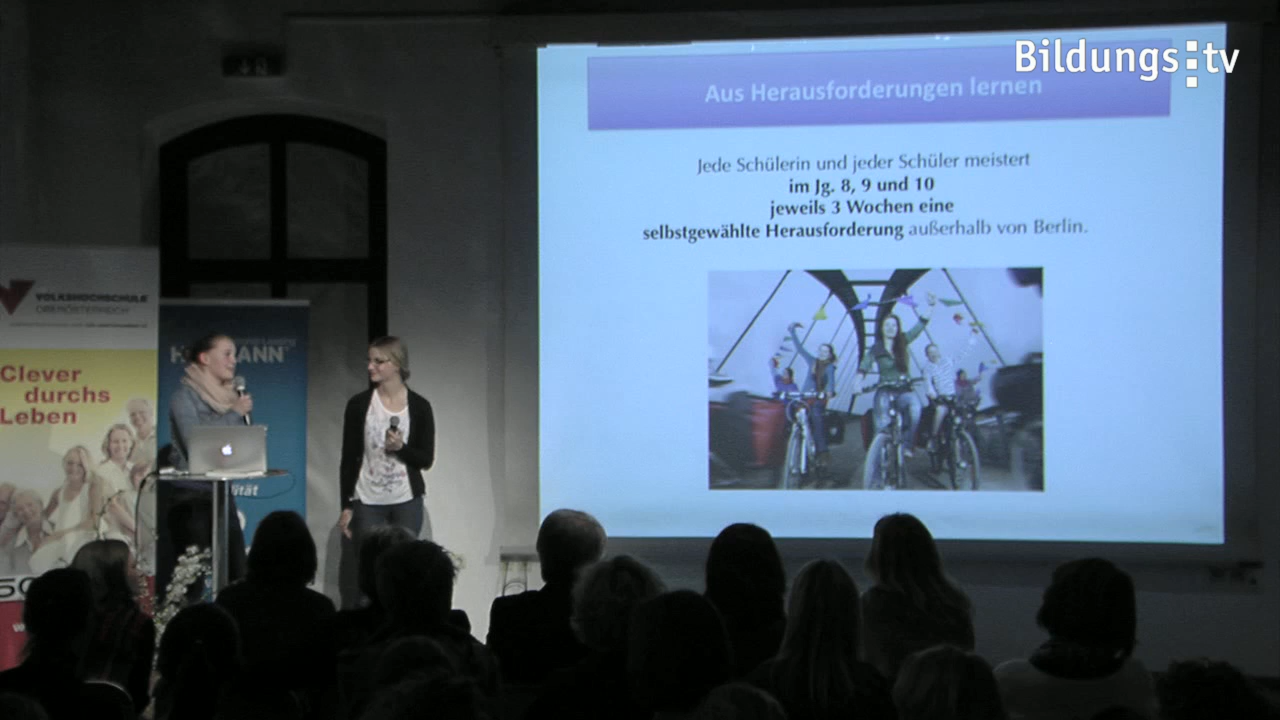 Bildungs:tv
Aus Herausforderungen lernen
Jede Schülerin und jeder Schüler meistert
im Jg. 8, 9 und 10
jeweils 3 Wochen eine
selbstgewählte Herausforderung außerhalb von Berlin.
VOLKSHOCHSCHULE
OBERÖSTERREICH
Clever
durchs
Leben